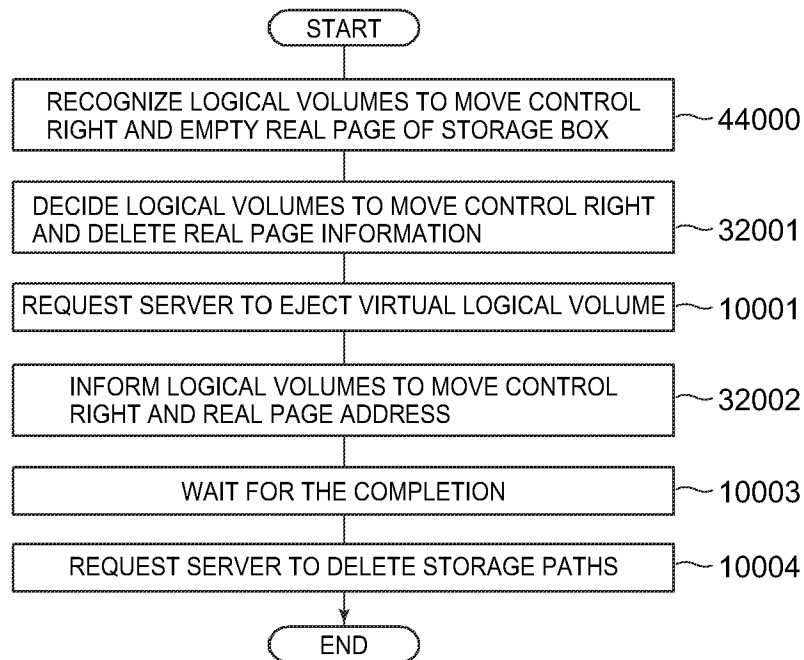 START
RECOGNIZE LOGICAL VOLUMES TO MOVE CONTROL
RIGHT AND EMPTY REAL PAGE OF STORAGE BOX
44000
DECIDE LOGICAL VOLUMES TO MOVE CONTROL RIGHT
AND DELETE REAL PAGE INFORMATION
32001
REQUEST SERVER TO EJECT VIRTUAL LOGICAL VOLUME
10001
INFORM LOGICAL VOLUMES TO MOVE CONTROL
RIGHT AND REAL PAGE ADDRESS
32002
WAIT FOR THE COMPLETION
10003
REQUEST SERVER TO DELETE STORAGE PATHS
10004
END